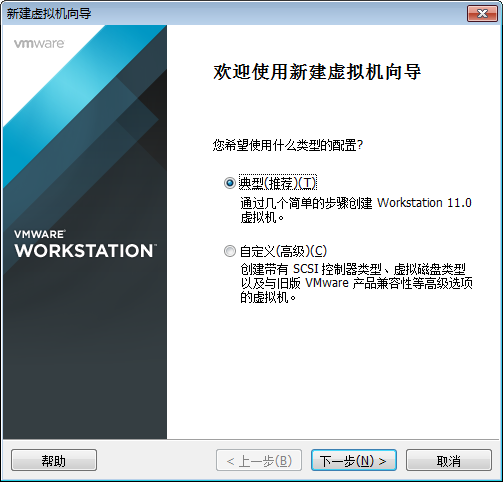 新建虚拟机向导
vmware
欢迎使用新建虚拟机向导
您希望使用什么类型的配置?
典型(推荐)(T)
通过几个简单的步骤创建 Workstation 11.0
虚拟机。
VMWARE
WORKSTATION™
自定义(高级)(C)
创建带有 SCSI 控制器类型、虚拟磁盘类型
以及与旧版 VMware 产品兼容性等高级选项
的虚拟机。
帮助
< 上一步(B)
下一步(N) >
取消